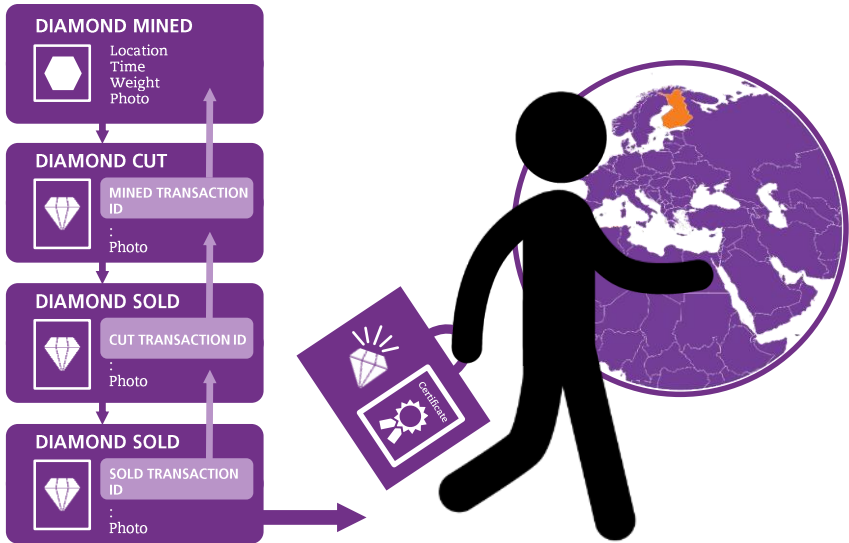 DIAMOND MINED
Location
Time
Weight
Photo
DIAMOND CUT
MINED TRANSACTION
ID
:
Photo
DIAMOND SOLD
CUT TRANSACTION ID
:
Photo
DIAMOND SOLD
SOLD TRANSACTION
ID
:
Photo
Certificate